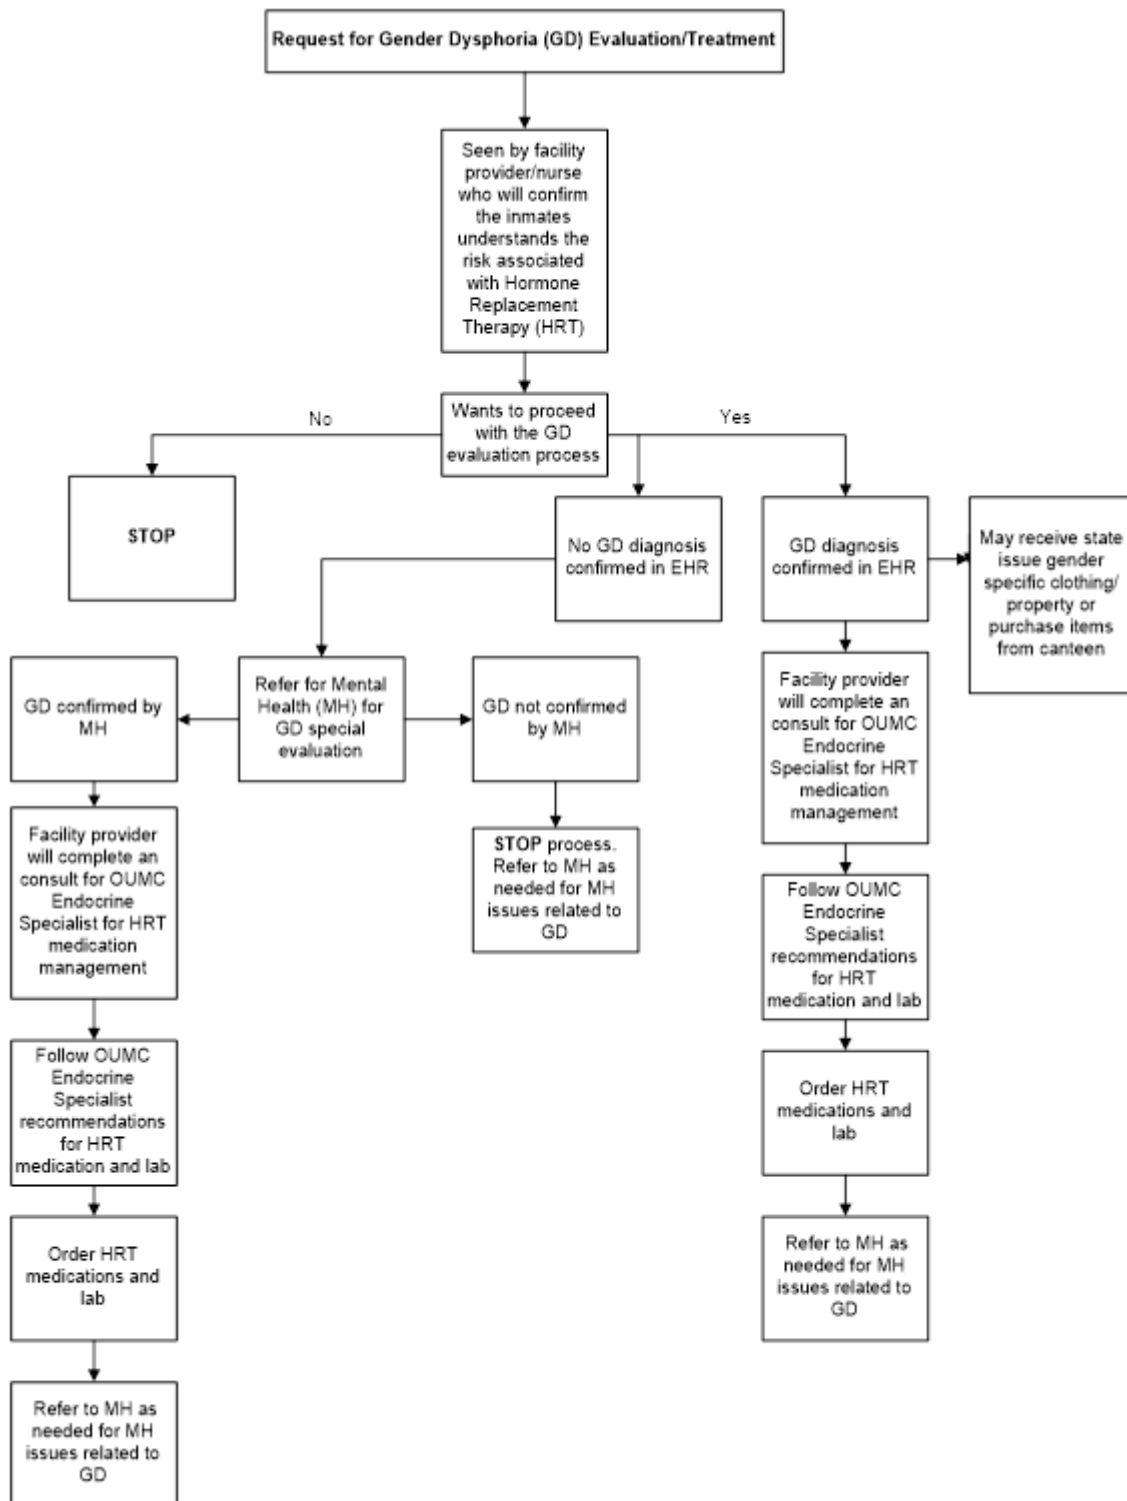 Request for Gender Dysphoria (GD) Evaluation/Treatment
Seen by facility
provider/nurse
who will confirm
the inmates
understands the
risk associated
with Hormone
Replacement
Therapy (HRT)
Wants to proceed
with the GD
evaluation process
No
Yes
STOP
No GD diagnosis
confirmed in EHR
GD diagnosis
confirmed in EHR
May receive state
issue gender
specific clothing/
property or
purchase items
from canteen
GD confirmed by
MH
Refer for Mental
Health (MH) for
GD special
evaluation
GD not confirmed
by MH
Facility provider
will complete an
consult for OUMC
Endocrine
Specialist for HRT
medication
management
Facility provider
will complete an
consult for OUMC
Endocrine
Specialist for HRT
medication
management
STOP process.
Refer to MH as
needed for MH
issues related to
GD
Follow OUMC
Endocrine
Specialist
recommendations
for HRT
medication and lab
Follow OUMC
Endocrine
Specialist
recommendations
for HRT
medication and lab
Order HRT
medications and
lab
Order HRT
medications and
lab
Refer to MH as
needed for MH
issues related to
GD
Refer to MH as
needed for MH
issues related to
GD